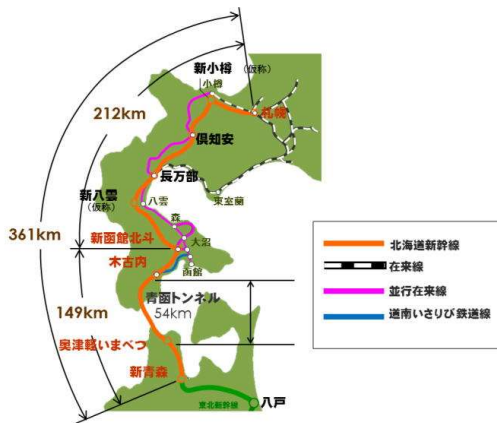 新小樽 (仮称)
小樽
札幌
212km
倶知安
長万部
新八雲
(仮称)
八雲
東室蘭
森
新函館北斗
大沼
361km
木古内
函館
青函トンネル
54km
149km
奥津軽いまべつ
新青森
東北新幹線
八戸
北海道新幹線
在来線
並行在来線
道南いさりび鉄道線